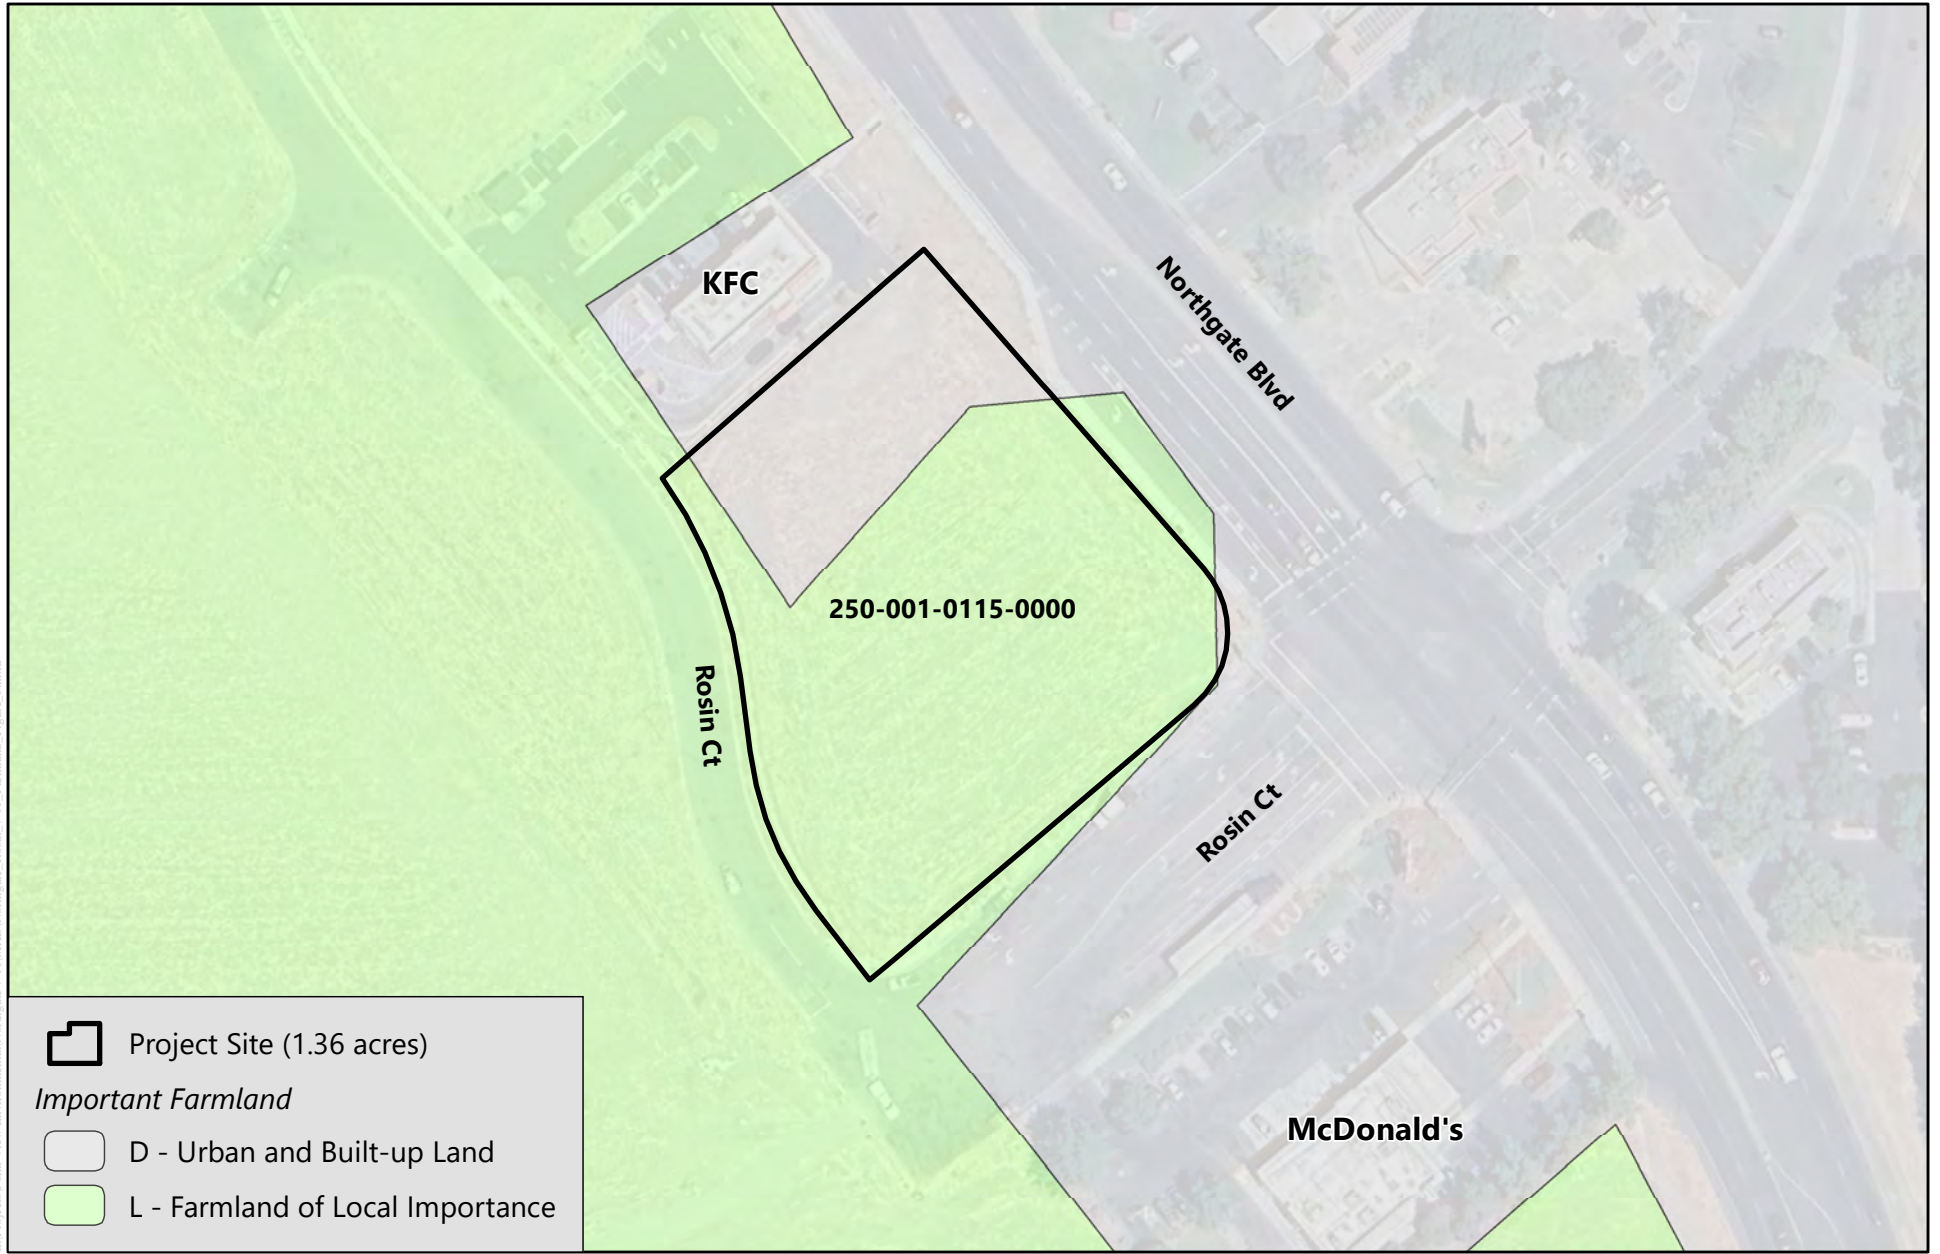 KFC
Northgate Blvd
250-001-0115-0000
Rosin Ct
Rosin Ct
McDonald's
Project Site (1.36 acres)
Important Farmland
D - Urban and Built-up Land
L - Farmland of Local Importance